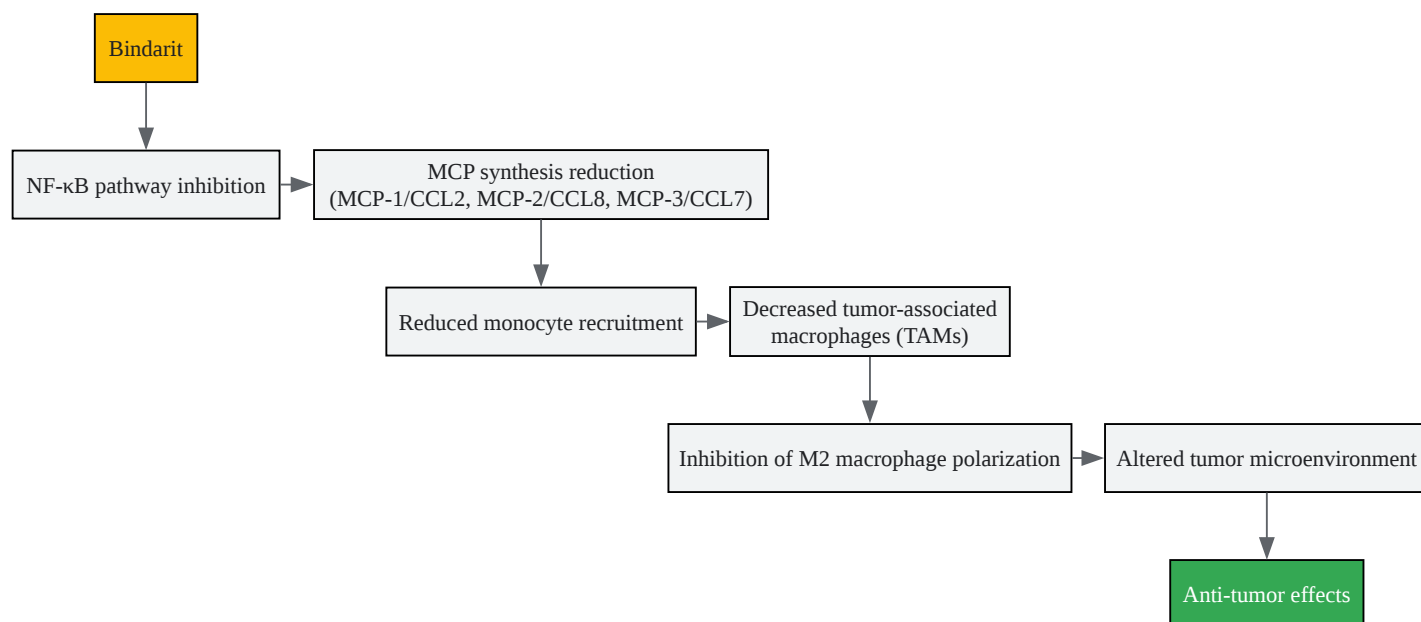 Bindarit
NF-κB pathway inhibition
MCP synthesis reduction
(MCP-1/CCL2, MCP-2/CCL8, MCP-3/CCL7)
Reduced monocyte recruitment
Decreased tumor-associated
macrophages (TAMs)
Inhibition of M2 macrophage polarization
Altered tumor microenvironment
Anti-tumor effects